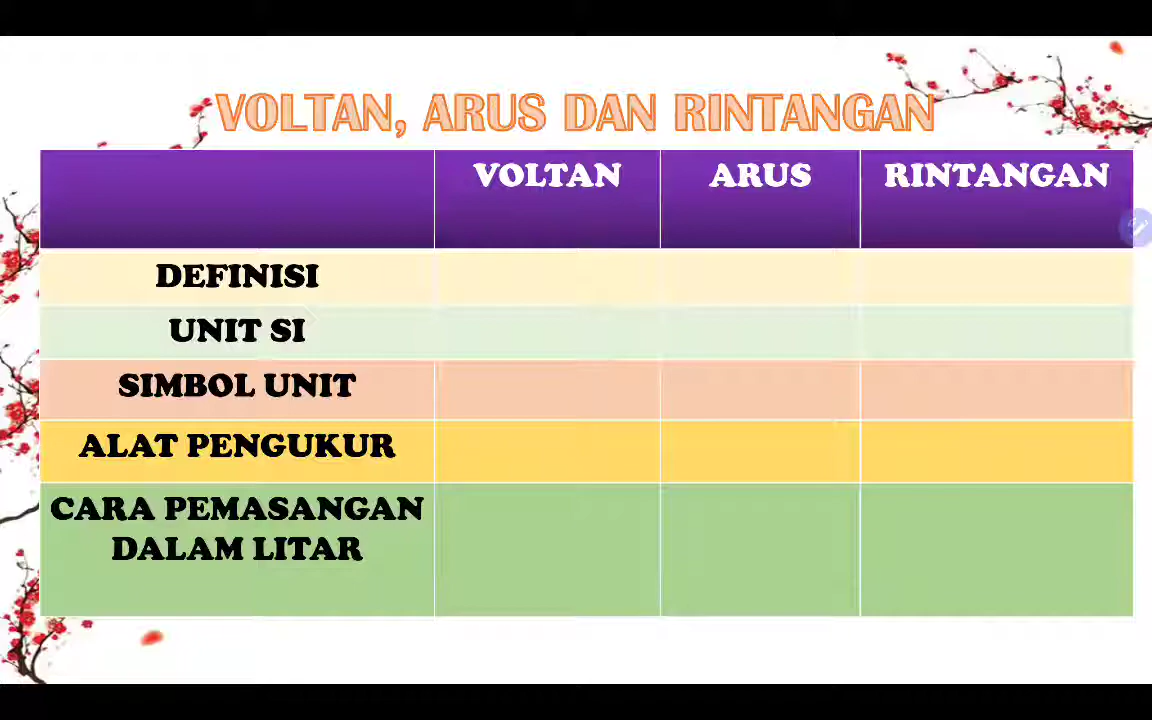 VOLTAN, ARUS DAN RINTANGAN
VOLTAN ARUS RINTANGAN
DEFINISI
UNIT SI
SIMBOL UNIT
ALAT PENGUKUR
CARA PEMASANGAN
DALAM LITAR